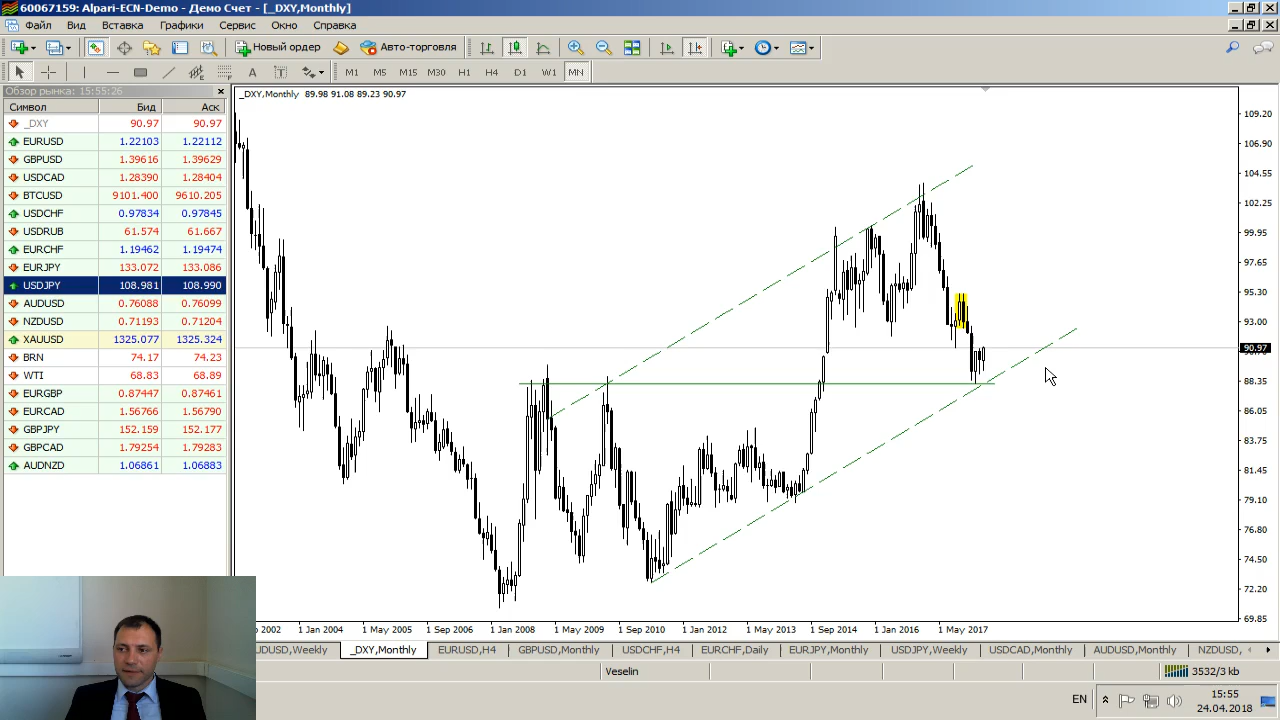 60067159: Alpari-ECN-Demo - Демо Счет - [_DXY,Monthly]
Файл Вид Вставка Графики Сервис Окно Справка
Новый ордер Авто-торговля
A T M1 M5 M15 M30 H1 H4 D1 W1 MN
Обзор рынка: 15:55:26
Символ Бид Аск
_DXY 90.97 90.97
EURUSD 1.22103 1.22112
GBPUSD 1.39616 1.39629
USDCAD 1.28390 1.28404
BTCUSD 9101.400 9610.205
USDCHF 0.97834 0.97845
USDRUB 61.574 61.667
EURCHF 1.19462 1.19474
EURJPY 133.072 133.086
USDJPY 108.981 108.990
AUDUSD 0.76088 0.76099
NZDUSD 0.71193 0.71204
XAUUSD 1325.077 1325.324
BRN 74.17 74.23
WTI 68.83 68.89
EURGBP 0.87447 0.87461
EURCAD 1.56766 1.56790
GBPJPY 152.159 152.177
GBPCAD 1.79254 1.79283
AUDNZD 1.06861 1.06883
_DXY,Monthly 89.98 91.08 89.23 90.97
109.20
106.90
104.55
102.25
99.95
97.65
95.30
93.00
90.97
88.35
86.05
83.75
81.45
79.10
76.80
74.50
72.20
69.85
2002 1 Jan 2004 1 May 2005 1 Sep 2006 1 Jan 2008 1 May 2009 1 Sep 2010 1 Jan 2012 1 May 2013 1 Sep 2014 1 Jan 2016 1 May 2017
UDUSD,Weekly _DXY,Monthly EURUSD,H4 GBPUSD,Monthly USDCHF,H4 EURCHF,Daily EURJPY,Monthly USDJPY,Weekly USDCAD,Monthly AUDUSD,Monthly NZDUSD,
Veselin 3532/3 kb
EN 15:55
24.04.2018